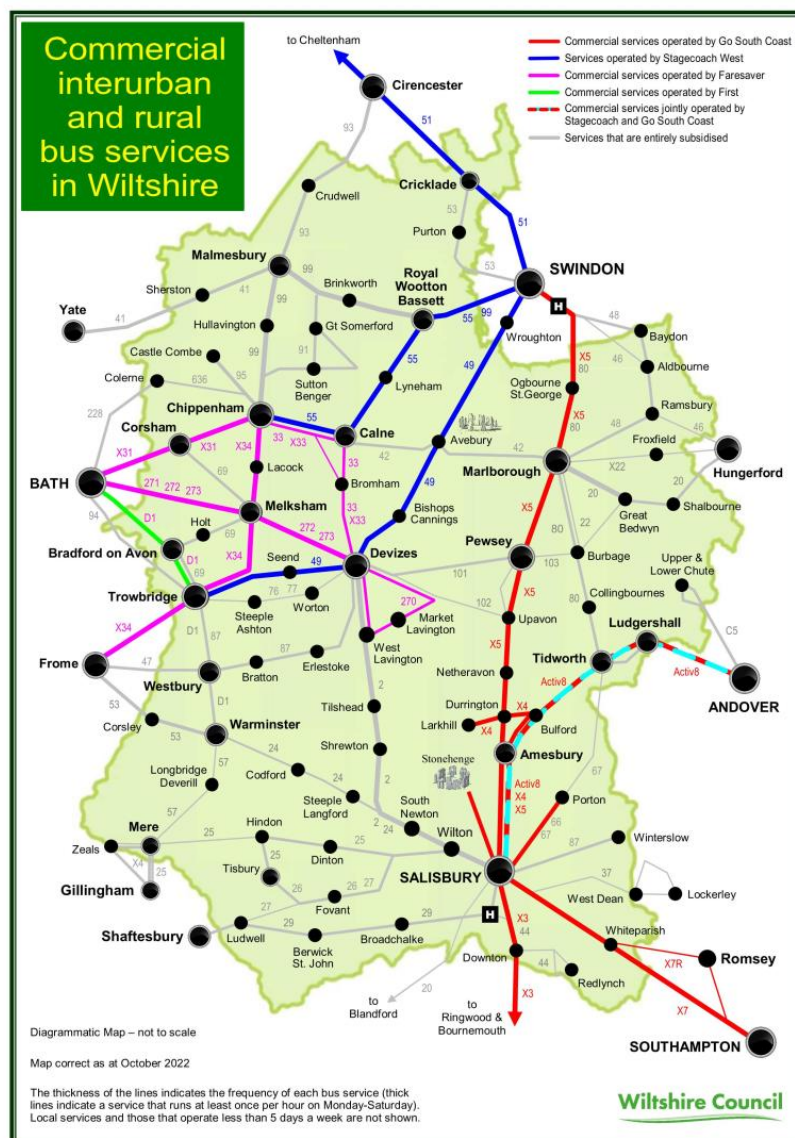 Commercial
interurban
and rural
bus services
in Wiltshire
Commercial services operated by Go South Coast
Services operated by Stagecoach West
Commercial services operated by Faresaver
Commercial services operated by First
Commercial services jointly operated by
Stagecoach and Go South Coast
Services that are entirely subsidised
to Cheltenham
Cirencester
51
93
Cricklade
Crudwell
53
51
Purton
93
Malmesbury
53
SWINDON
Royal
Wootton
Bassett
99
Brinkworth
Sherston
41
H
Yate
41
55
99
48
Hullavington
99
Gt Somerford
Wroughton
Baydon
Castle Combe
91
55
X5
80
46
Aldbourne
Colerne
636
95
99
Sutton
Benger
Lyneham
49
Ogbourne
St.George
X5
Ramsbury
228
Chippenham
55
80
48
46
Froxfield
Corsham
X31
X31
X34
33
X33
Calne
Avebury
42
42
X22
Hungerford
Lacock
33
Marlborough
BATH
271
272
273
69
Bromham
49
20
20
Shalbourne
Melksham
33
X33
Bishops
Cannings
X5
80
22
Great
Bedwyn
94
D1
Holt
69
272
273
Pewsey
Bradford on Avon
D1
X34
Devizes
103
Burbage
Upper &
Lower Chute
69
Seend
49
101
Trowbridge
76
77
Worton
270
102
X5
80
Collingbournes
Steeple
Ashton
Market
Lavington
Upavon
Ludgershall
C5
X34
D1
87
West
Lavington
X5
Tidworth
Frome
47
87
Erlestoke
Netheravon
Activ8
Activ8
Westbury
Bratton
2
ANDOVER
53
D1
Tilshead
Durrington
X4
Corsley
53
Warminster
Larkhill
X4
Bulford
Shrewton
Amesbury
24
Stonehenge
67
Longbridge
Deverill
Codford
24
2
Activ8
X4
X5
Porton
57
Steeple
Langford
South
Newton
66
67
57
Mere
Hindon
2
24
Wilton
87
Winterslow
Zeals
25
25
Dinton
X4
25
Tisbury
25
SALISBURY
37
Gillingham
26
26
27
West Dean
Lockerley
Fovant
X3
27
H
Whiteparish
Shaftesbury
29
29
44
Ludwell
Broadchalke
Downton
X7R
Romsey
Berwick
St. John
44
Redlynch
20
X3
X7
to
Blandford
to
Ringwood &
Bournemouth
SOUTHAMPTON
Diagrammatic Map – not to scale
Map correct as at October 2022
The thickness of the lines indicates the frequency of each bus service (thick
lines indicate a service that runs at least once per hour on Monday-Saturday).
Local services and those that operate less than 5 days a week are not shown.
Wiltshire Council